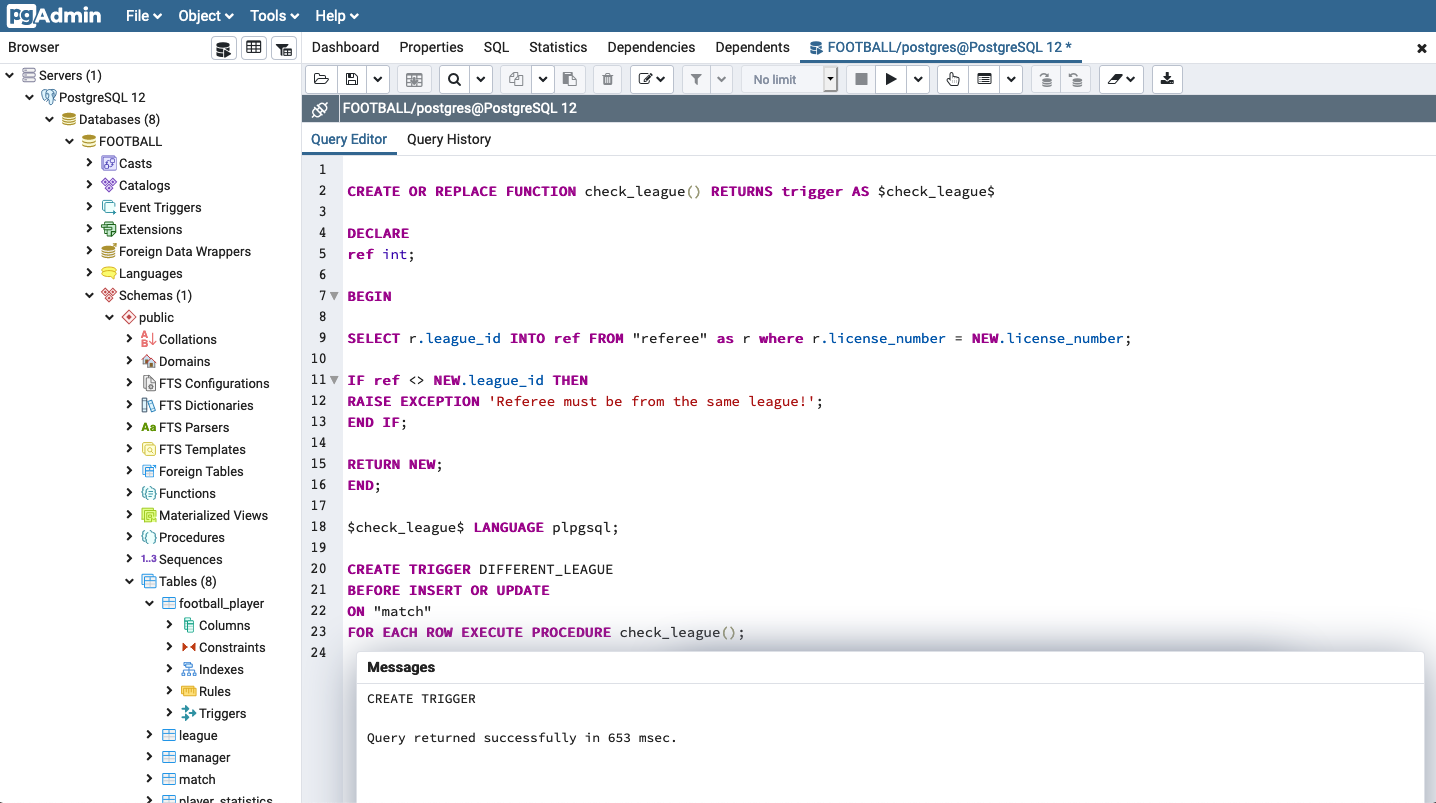 pgAdmin File Object Tools Help
Browser
Dashboard Properties SQL Statistics Dependencies Dependents FOOTBALL/postgres@PostgreSQL 12 *
No limit
FOOTBALL/postgres@PostgreSQL 12
Query Editor Query History
Servers (1)
PostgreSQL 12
Databases (8)
FOOTBALL
Casts
Catalogs
Event Triggers
Extensions
Foreign Data Wrappers
Languages
Schemas (1)
public
Collations
Domains
FTS Configurations
FTS Dictionaries
Aa FTS Parsers
FTS Templates
Foreign Tables
Functions
Materialized Views
Procedures
1..3 Sequences
Tables (8)
football_player
Columns
Constraints
Indexes
Rules
Triggers
league
manager
match
player_statistics
1
2 CREATE OR REPLACE FUNCTION check_league() RETURNS trigger AS $check_league$
3
4 DECLARE
5 ref int;
6
7 BEGIN
8
9 SELECT r.league_id INTO ref FROM "referee" as r where r.license_number = NEW.license_number;
10
11 IF ref <> NEW.league_id THEN
12 RAISE EXCEPTION 'Referee must be from the same league!';
13 END IF;
14
15 RETURN NEW;
16 END;
17
18 $check_league$ LANGUAGE plpgsql;
19
20 CREATE TRIGGER DIFFERENT_LEAGUE
21 BEFORE INSERT OR UPDATE
22 ON "match"
23 FOR EACH ROW EXECUTE PROCEDURE check_league();
24
Messages
CREATE TRIGGER
Query returned successfully in 653 msec.